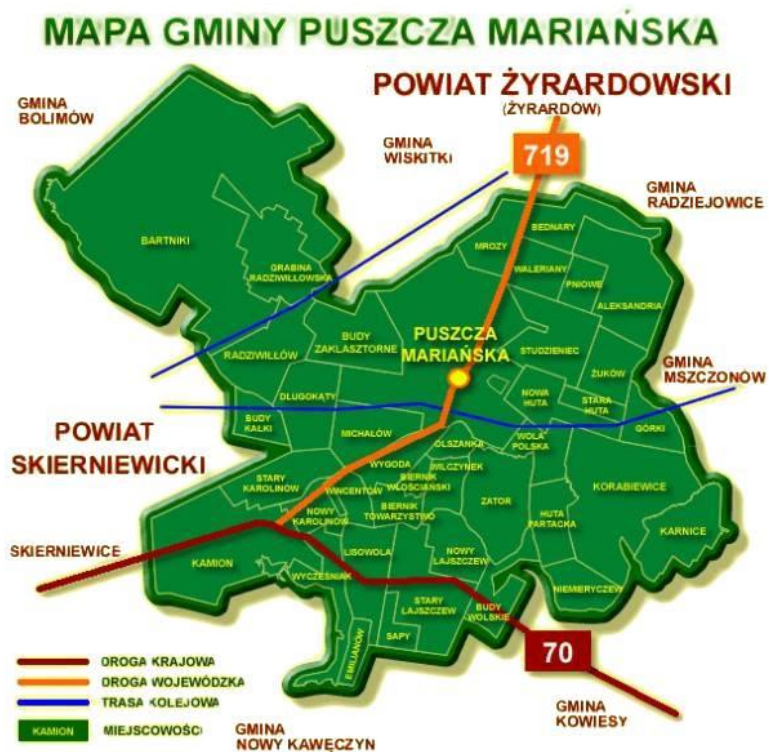 MAPA GMINY PUSZCZA MARIAŃSKA
POWIAT ŻYRARDOWSKI
(ŻYRARDÓW)
GMINA
BOLIMÓW
GMINA
WISKITKI
719
GMINA
RADZIEJOWICE
BARTNIKI
GRABINA
RADZIWIŁŁOWSKA
MROZY
BEDNARY
WALERIANY
PNIOWE
ALEKSANDRIA
RADZIWIŁŁÓW
BUDY
ZAKLASZTORNE
PUSZCZA
MARIAŃSKA
STUDZIENIEC
ŻUKÓW
GMINA
MSZCZONÓW
DŁUGOKĄTY
NOWA
HUTA
STARA
HUTA
BUDY
KAŁKI
MICHAŁÓW
OLSZANKA
WOLA
POLSKA
GÓRKI
POWIAT
SKIERNIEWICKI
WYGODA
WILCZYNEK
STARY
KAROLINÓW
WINCENTÓW
BIERNIK
WŁOŚCIAŃSKI
KORABIEWICE
NOWY
KAROLINÓW
BIERNIK
TOWARZYSTWO
ZATOR
HUTA
PARTACKA
KARNICE
SKIERNIEWICE
KAMION
LISOWOLA
NOWY
ŁAJSZCZEW
WYCZEŚNIAK
NIEMIERYCZEW
STARY
ŁAJSZCZEW
BUDY
WOLSKIE
EMILIANÓW
SAPY
70
DROGA KRAJOWA
DROGA WOJEWÓDZKA
TRASA KOLEJOWA
KAMION
MIEJSCOWOŚCI
GMINA
NOWY KAWĘCZYN
GMINA
KOWIESY